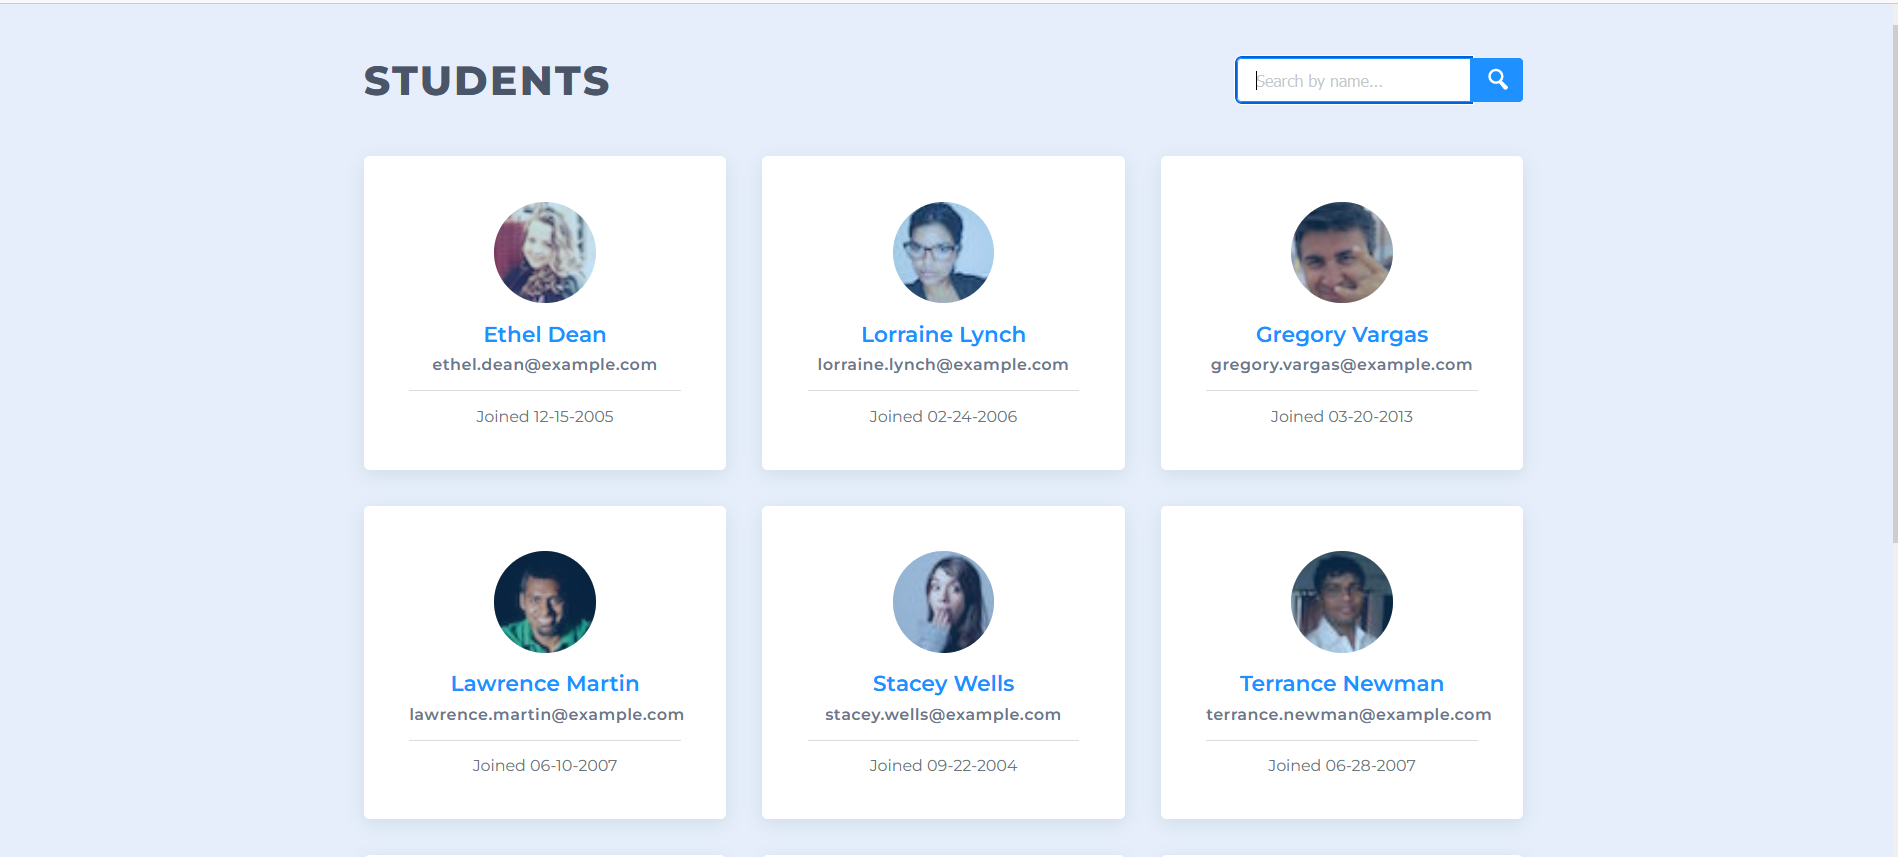 STUDENTS
Search by name...
Ethel Dean
ethel.dean@example.com
Joined 12-15-2005
Lorraine Lynch
lorraine.lynch@example.com
Joined 02-24-2006
Gregory Vargas
gregory.vargas@example.com
Joined 03-20-2013
Lawrence Martin
lawrence.martin@example.com
Joined 06-10-2007
Stacey Wells
stacey.wells@example.com
Joined 09-22-2004
Terrance Newman
terrance.newman@example.com
Joined 06-28-2007